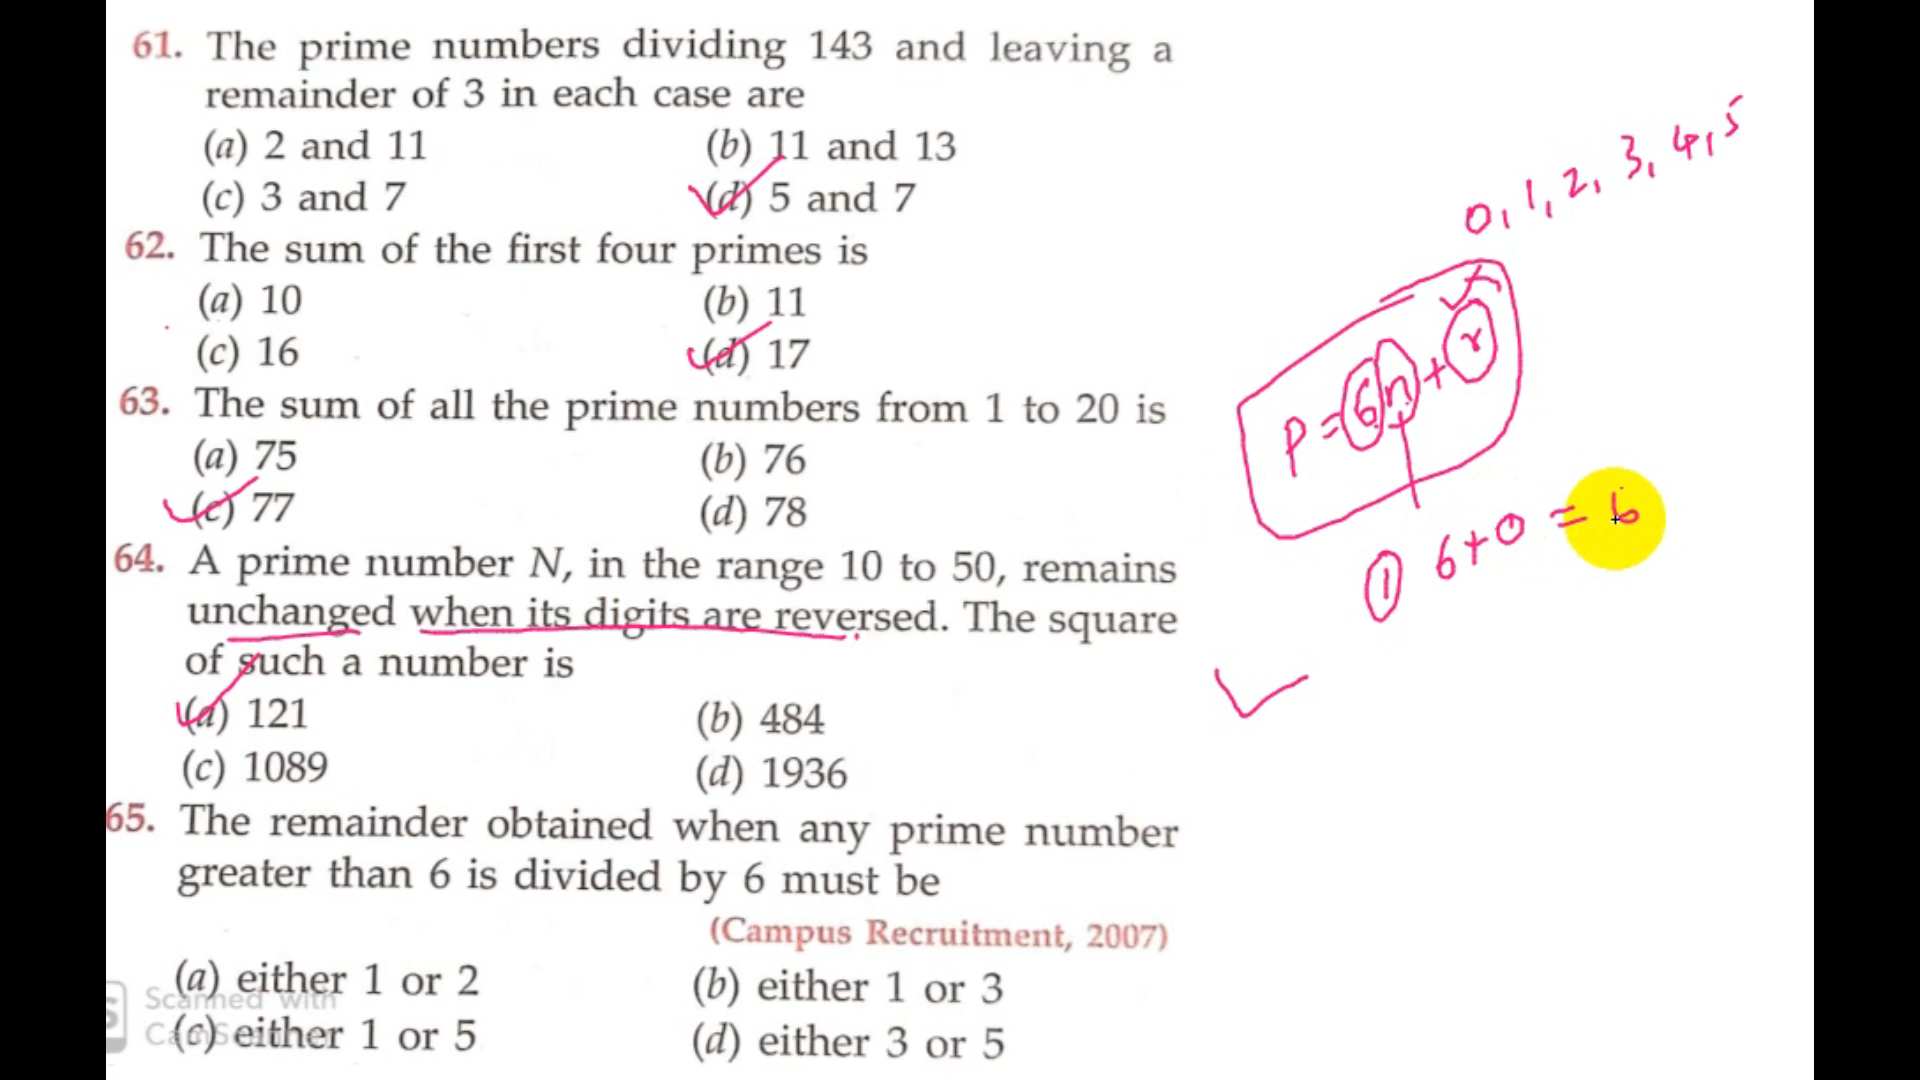 61. The prime numbers dividing 143 and leaving a
remainder of 3 in each case are
(a) 2 and 11 (b) 11 and 13
(c) 3 and 7 (d) 5 and 7
62. The sum of the first four primes is
(a) 10 (b) 11
(c) 16 (d) 17
63. The sum of all the prime numbers from 1 to 20 is
(a) 75 (b) 76
(c) 77 (d) 78
64. A prime number N, in the range 10 to 50, remains
unchanged when its digits are reversed. The square
of such a number is
(a) 121 (b) 484
(c) 1089 (d) 1936
65. The remainder obtained when any prime number
greater than 6 is divided by 6 must be
(Campus Recruitment, 2007)
(a) either 1 or 2 (b) either 1 or 3
(c) either 1 or 5 (d) either 3 or 5
Scanned with
CamScanner
0, 1, 2, 3, 4, 5
P = 6n + r
1 6+0 = 6